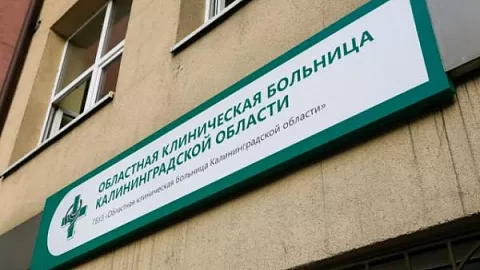 ОБЛАСТНАЯ КЛИНИЧЕСКАЯ БОЛЬНИЦА
КАЛИНИНГРАДСКОЙ ОБЛАСТИ
ГБУЗ «Областная клиническая больница Калининградской области»